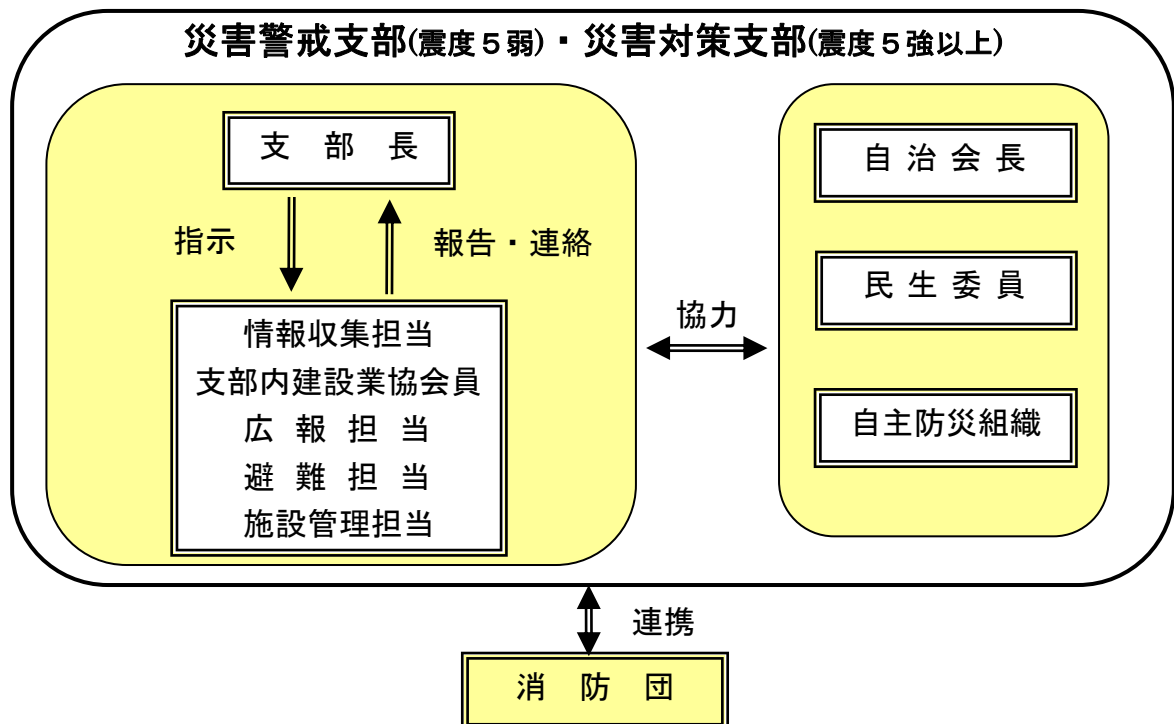 災害警戒支部(震度５弱)・災害対策支部(震度５強以上)
支 部 長
指示
報告・連絡
情報収集担当
支部内建設業協会員
広 報 担 当
避 難 担 当
施設管理担当
協力
自 治 会 長
民 生 委 員
自主防災組織
連携
消 防 団